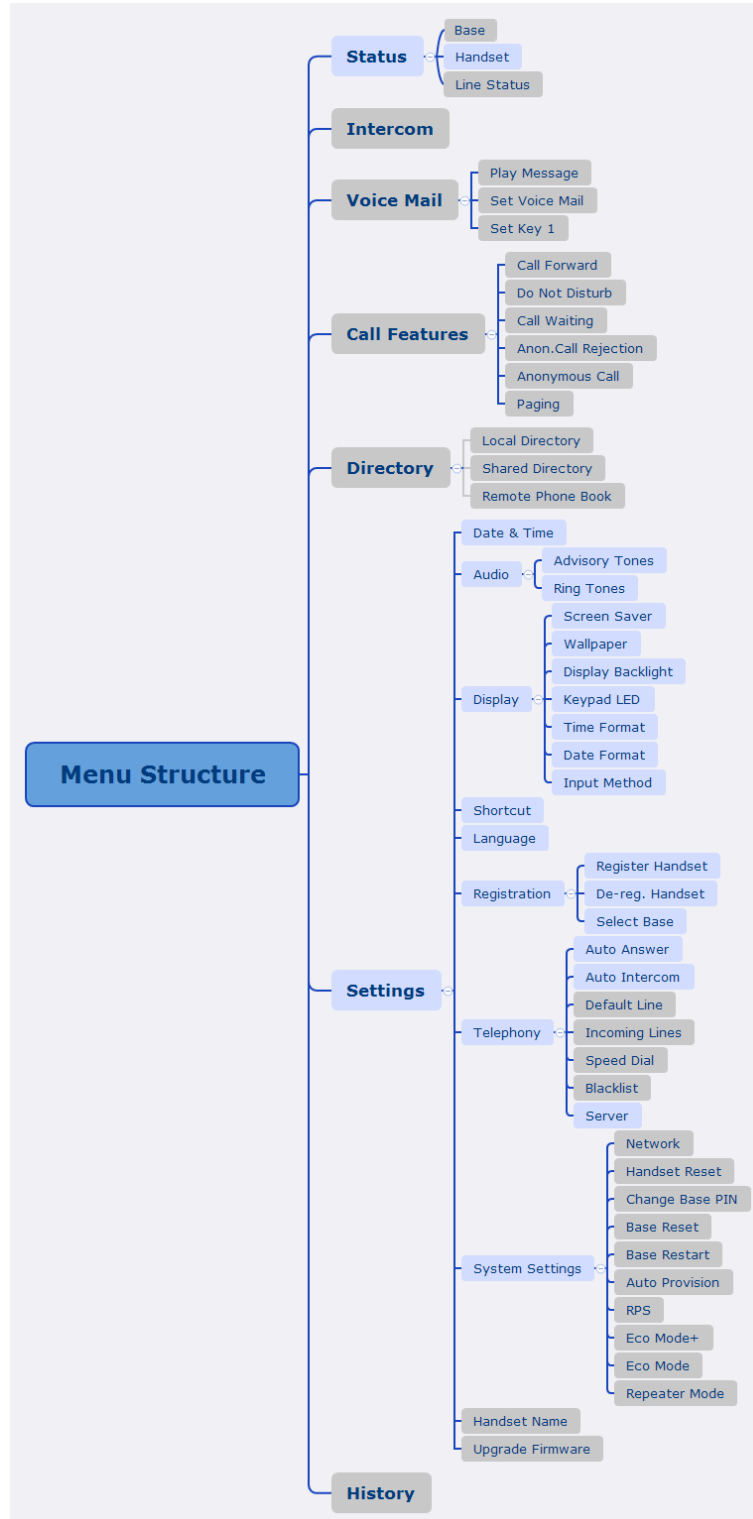 Base
Status
Handset
Line Status
Intercom
Play Message
Voice Mail
Set Voice Mail
Set Key 1
Call Forward
Do Not Disturb
Call Waiting
Call Features
Anon.Call Rejection
Anonymous Call
Paging
Local Directory
Directory
Shared Directory
Remote Phone Book
Date & Time
Advisory Tones
Audio
Ring Tones
Screen Saver
Wallpaper
Display Backlight
Display
Keypad LED
Time Format
Date Format
Menu Structure
Input Method
Shortcut
Language
Register Handset
Registration
De-reg. Handset
Select Base
Auto Answer
Auto Intercom
Settings
Default Line
Telephony
Incoming Lines
Speed Dial
Blacklist
Server
Network
Handset Reset
Change Base PIN
Base Reset
Base Restart
System Settings
Auto Provision
RPS
Eco Mode+
Eco Mode
Repeater Mode
Handset Name
Upgrade Firmware
History